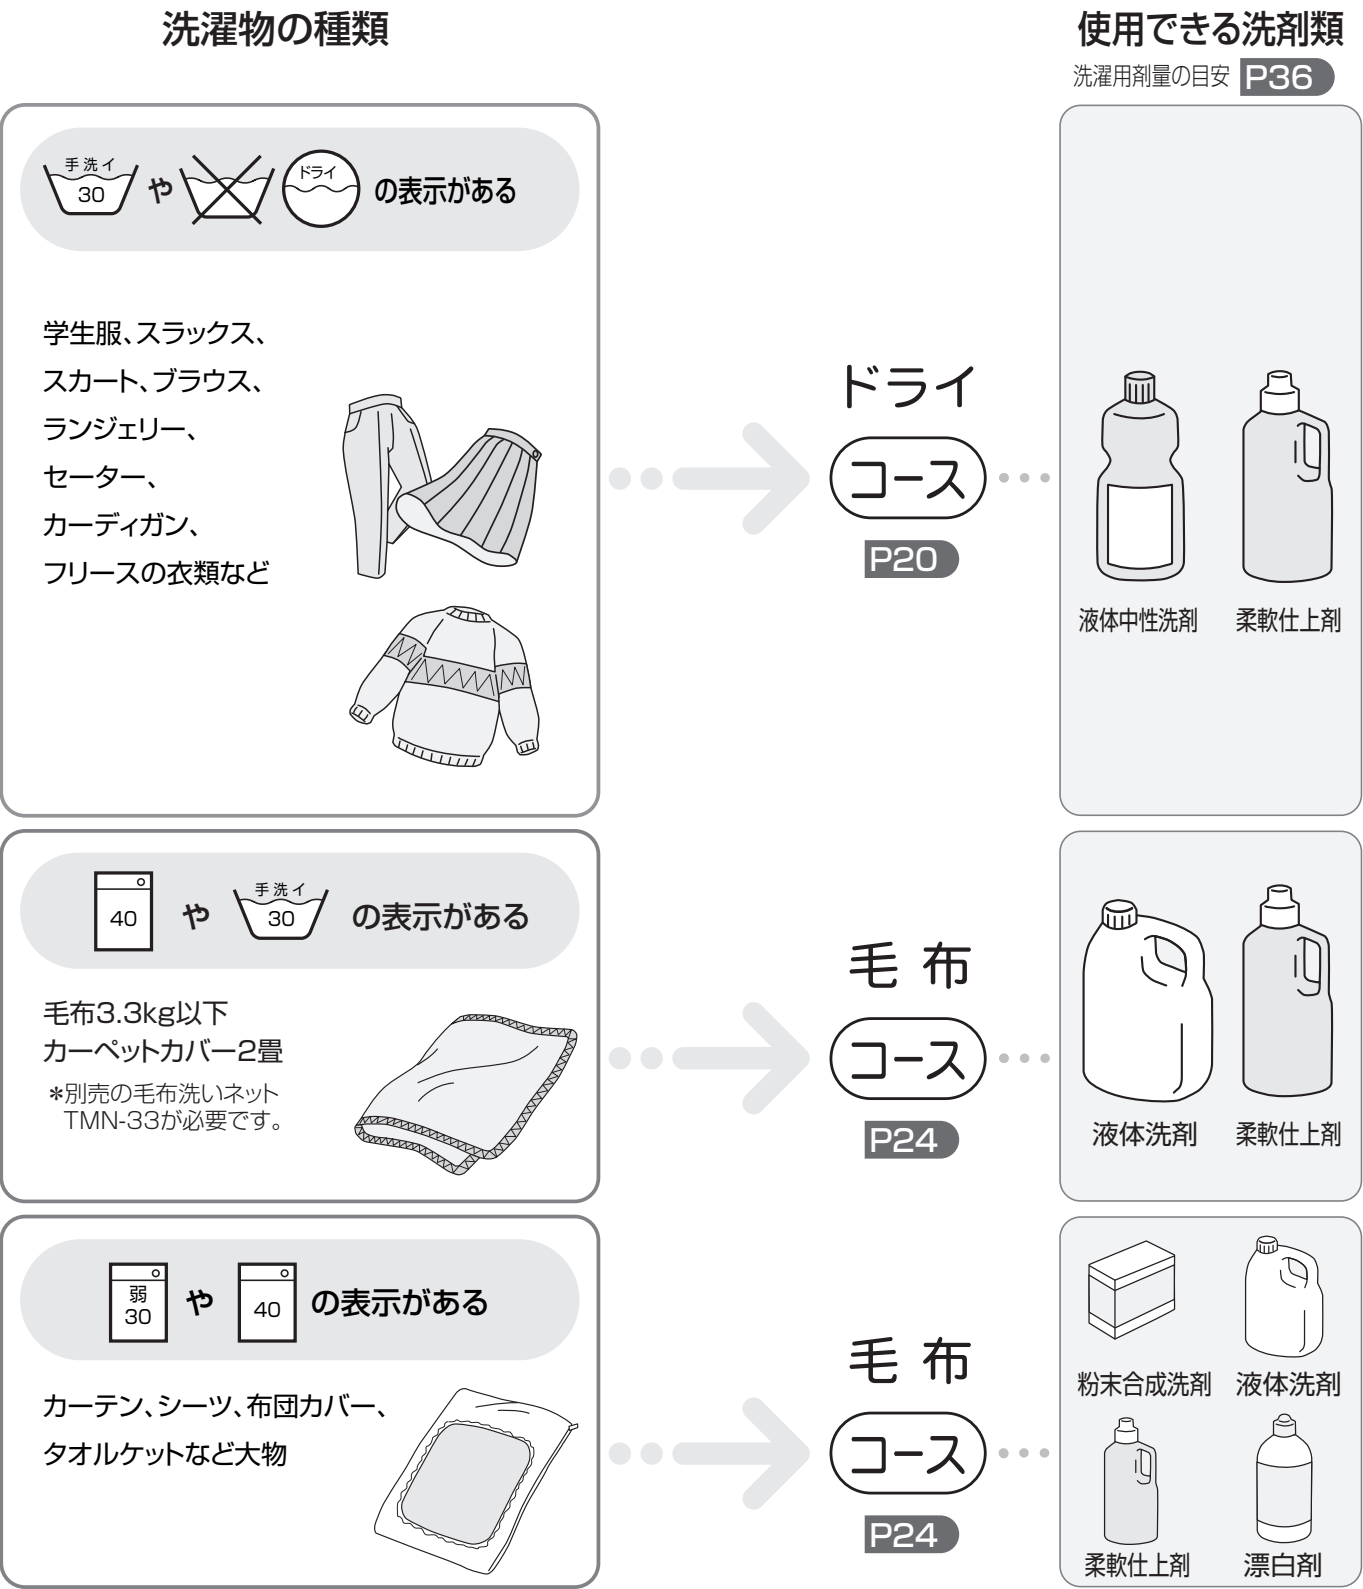 洗濯物の種類
使用できる洗剤類
洗濯用剤量の目安 P36
手洗イ
30
や
ドライ
の表示がある
学生服、スラックス、
スカート、ブラウス、
ランジェリー、
セーター、
カーディガン、
フリースの衣類など
ドライ
コース
P20
液体中性洗剤
柔軟仕上剤
40
や
手洗イ
30
の表示がある
毛布3.3kg以下
カーペットカバー2畳
*別売の毛布洗いネット
TMN-33が必要です。
毛布
コース
P24
液体洗剤
柔軟仕上剤
弱
30
や
40
の表示がある
カーテン、シーツ、布団カバー、
タオルケットなど大物
毛布
コース
P24
粉末合成洗剤
液体洗剤
柔軟仕上剤
漂白剤